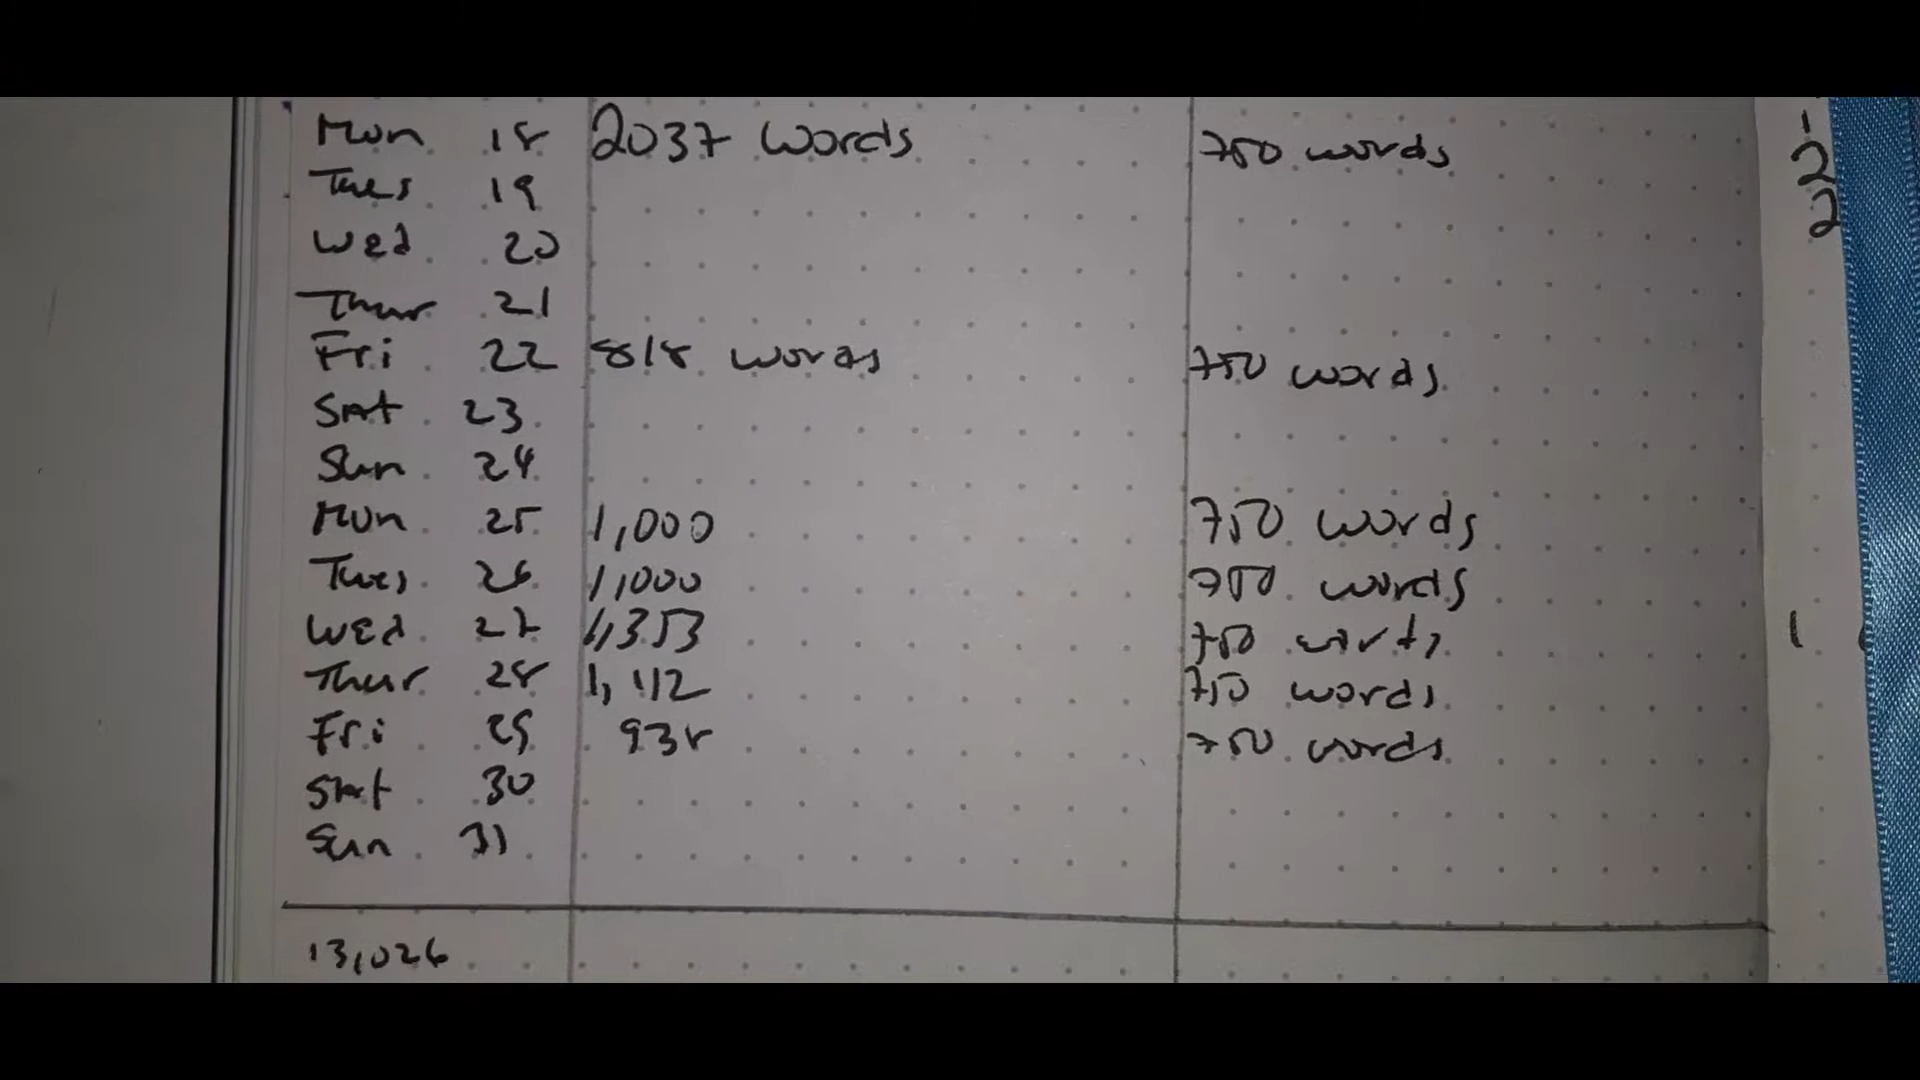 Mon 18 2037 words 750 words
Tues 19
Wed 20
Thur 21
Fri 22 818 words 750 words
Sat 23
Sun 24
Mon 25 1,000 750 words
Tues 26 1,000 750 words
Wed 27 1,353 750 words
Thur 28 1,112 750 words
Fri 29 938 750 words
Sat 30
Sun 31
13,026